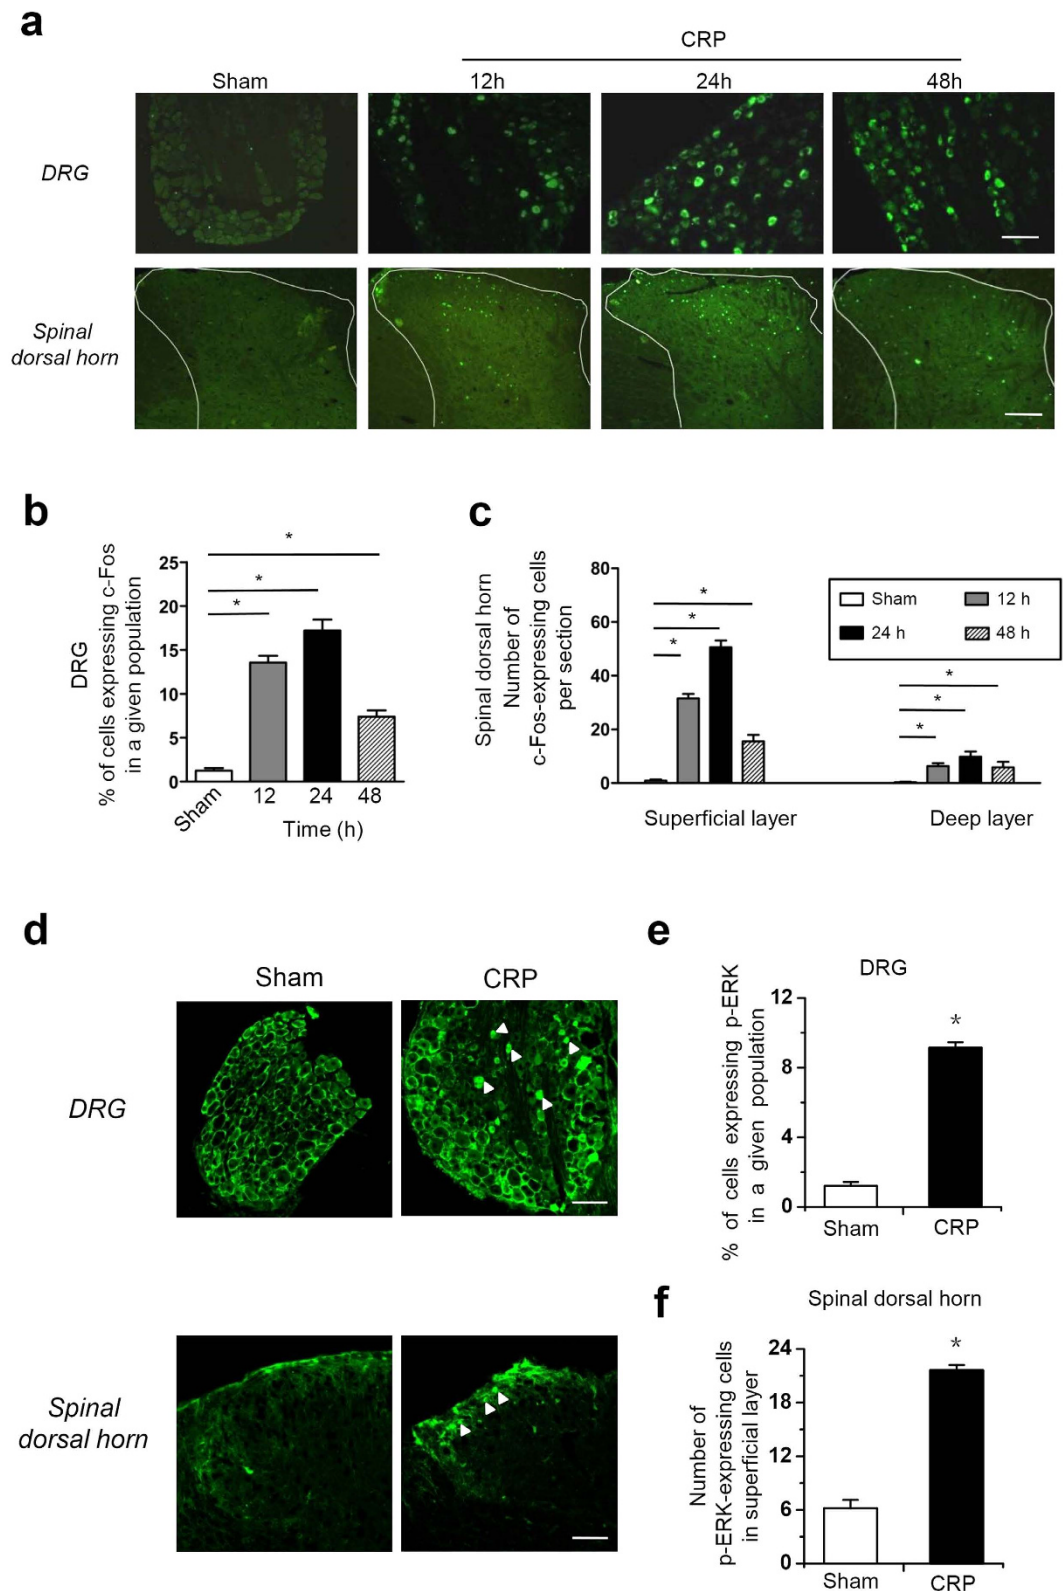 a
CRP
Sham
12h
24h
48h
DRG
Spinal
dorsal horn
b
DRG
% of cells expressing c-Fos
in a given population
25
20
15
10
5
0
*
*
*
Sham
12
24
48
Time (h)
c
Spinal dorsal horn
Number of
c-Fos-expressing cells
per section
80
60
40
20
0
*
*
*
*
*
*
Sham
12 h
24 h
48 h
Superficial layer
Deep layer
d
Sham
CRP
DRG
Spinal
dorsal horn
e
DRG
% of cells expressing p-ERK
in a given population
12
8
4
0
*
Sham
CRP
f
Spinal dorsal horn
Number of
p-ERK-expressing cells
in superficial layer
24
18
12
6
0
*
Sham
CRP